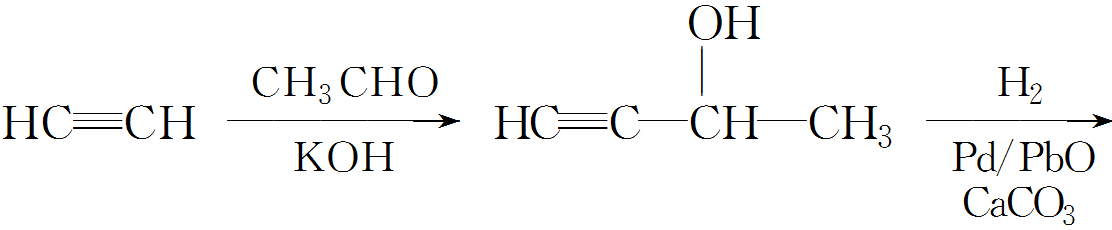 OH
HC≡CH CH₃CHO KOH HC≡C—CH—CH₃ H₂ Pd/PbO CaCO₃